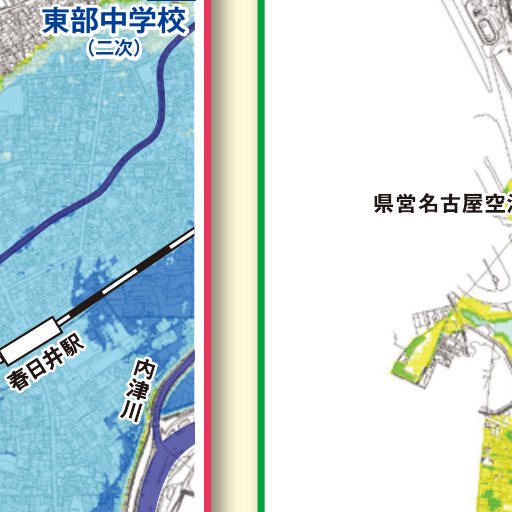 東部中学校
(二次)
県営名古屋空
春日井駅
内津川